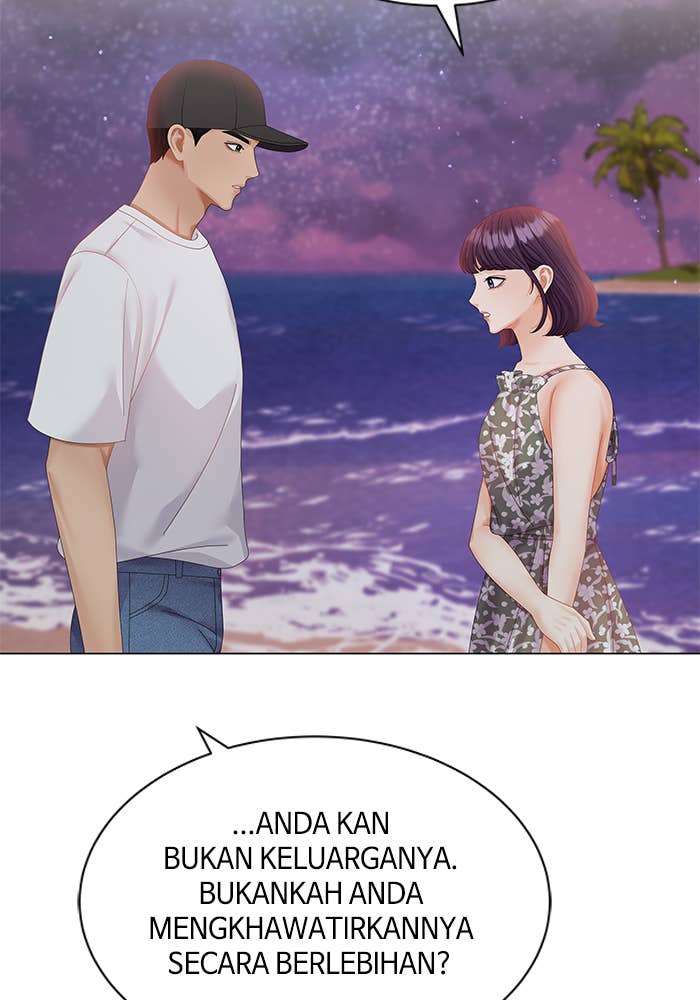 ...ANDA KAN
BUKAN KELUARGANYA.
BUKANKAH ANDA
MENGKHAWATIRKANNYA
SECARA BERLEBIHAN?